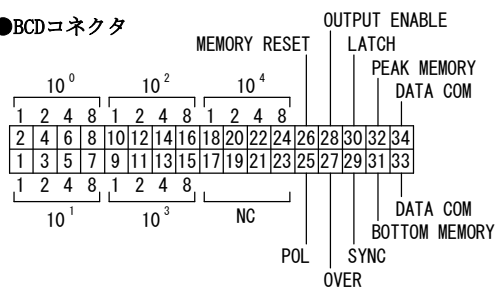 ●BCDコネクタ
OUTPUT ENABLE
MEMORY RESET LATCH
PEAK MEMORY
DATA COM
10⁰ 10² 10⁴
1 2 4 8 1 2 4 8 1 2 4 8
2 4 6 8 10 12 14 16 18 20 22 24 26 28 30 32 34
1 3 5 7 9 11 13 15 17 19 21 23 25 27 29 31 33
1 2 4 8 1 2 4 8
10¹ 10³ NC
DATA COM
BOTTOM MEMORY
POL SYNC
OVER